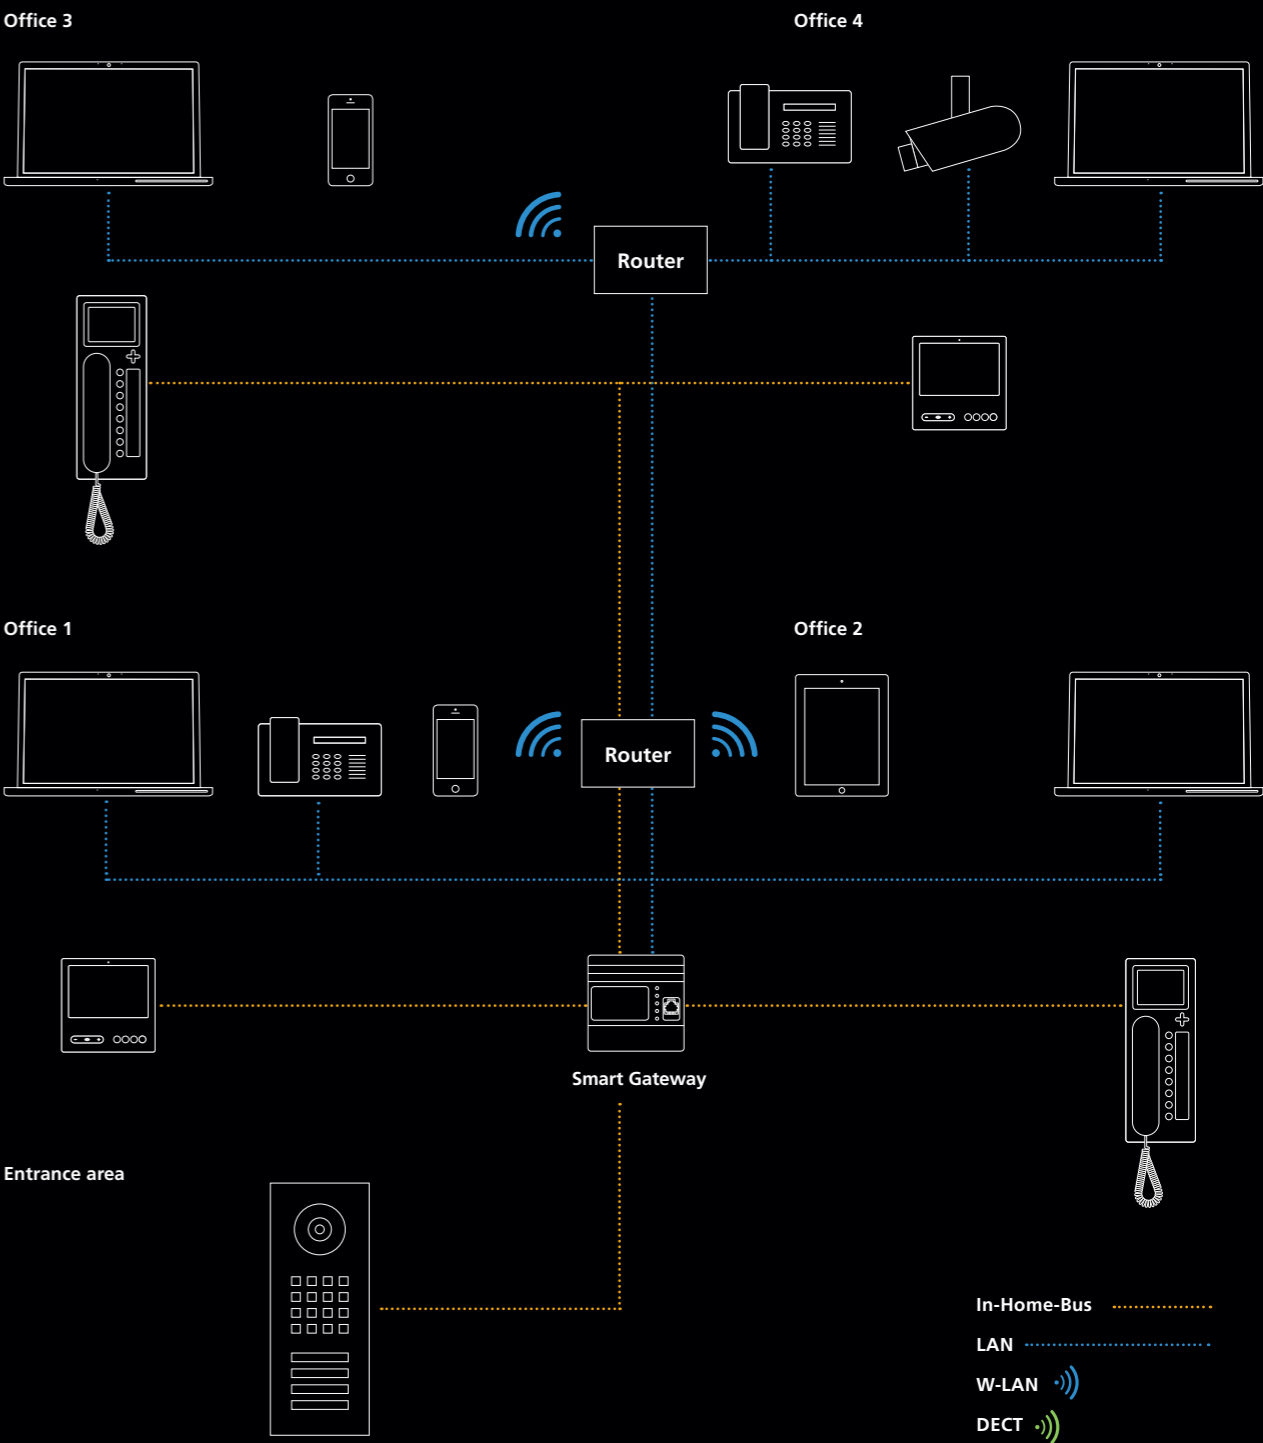 Office 3
Office 4
Router
Office 1
Office 2
Router
Smart Gateway
Entrance area
In-Home-Bus
LAN
W-LAN
DECT